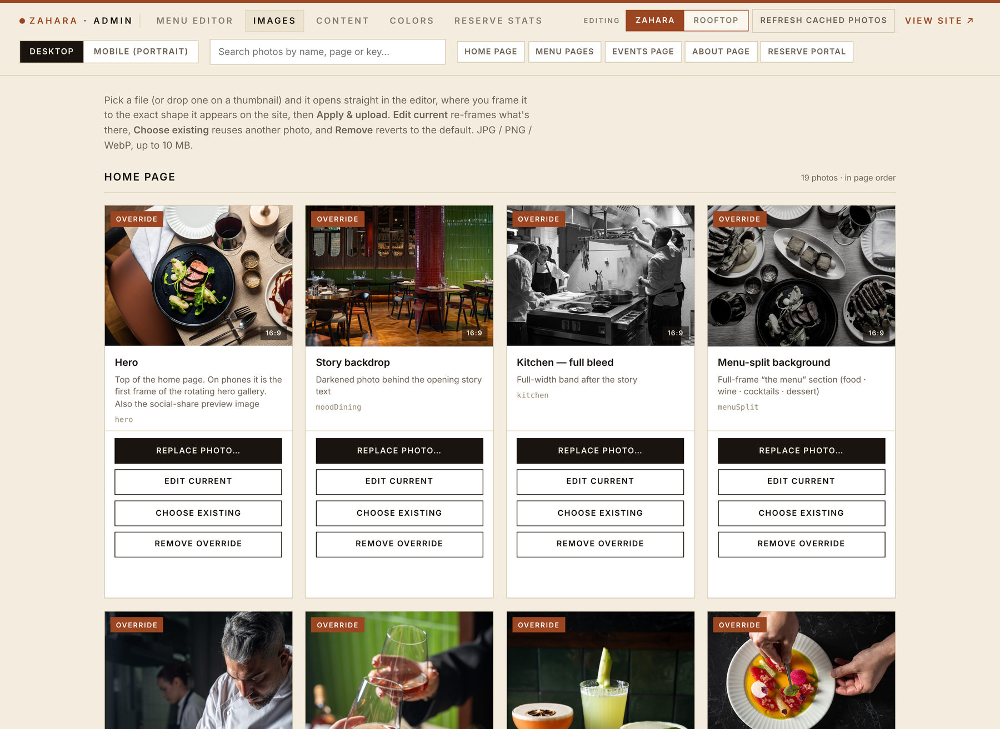 ZAHARA · ADMIN
MENU EDITOR
IMAGES
CONTENT
COLORS
RESERVE STATS
EDITING
ZAHARA
ROOFTOP
REFRESH CACHED PHOTOS
VIEW SITE ↗
DESKTOP
MOBILE (PORTRAIT)
Search photos by name, page or key...
HOME PAGE
MENU PAGES
EVENTS PAGE
ABOUT PAGE
RESERVE PORTAL
Pick a file (or drop one on a thumbnail) and it opens straight in the editor, where you frame it
to the exact shape it appears on the site, then Apply & upload. Edit current re-frames what's
there, Choose existing reuses another photo, and Remove reverts to the default. JPG / PNG /
WebP, up to 10 MB.
HOME PAGE
19 photos · in page order
OVERRIDE
16:9
Hero
Top of the home page. On phones it is the
first frame of the rotating hero gallery.
Also the social-share preview image
hero
REPLACE PHOTO...
EDIT CURRENT
CHOOSE EXISTING
REMOVE OVERRIDE
OVERRIDE
16:9
Story backdrop
Darkened photo behind the opening story
text
moodDining
REPLACE PHOTO...
EDIT CURRENT
CHOOSE EXISTING
REMOVE OVERRIDE
OVERRIDE
16:9
Kitchen — full bleed
Full-width band after the story
kitchen
REPLACE PHOTO...
EDIT CURRENT
CHOOSE EXISTING
REMOVE OVERRIDE
OVERRIDE
16:9
Menu-split background
Full-frame “the menu” section (food ·
wine · cocktails · dessert)
menuSplit
REPLACE PHOTO...
EDIT CURRENT
CHOOSE EXISTING
REMOVE OVERRIDE
OVERRIDE
OVERRIDE
OVERRIDE
OVERRIDE